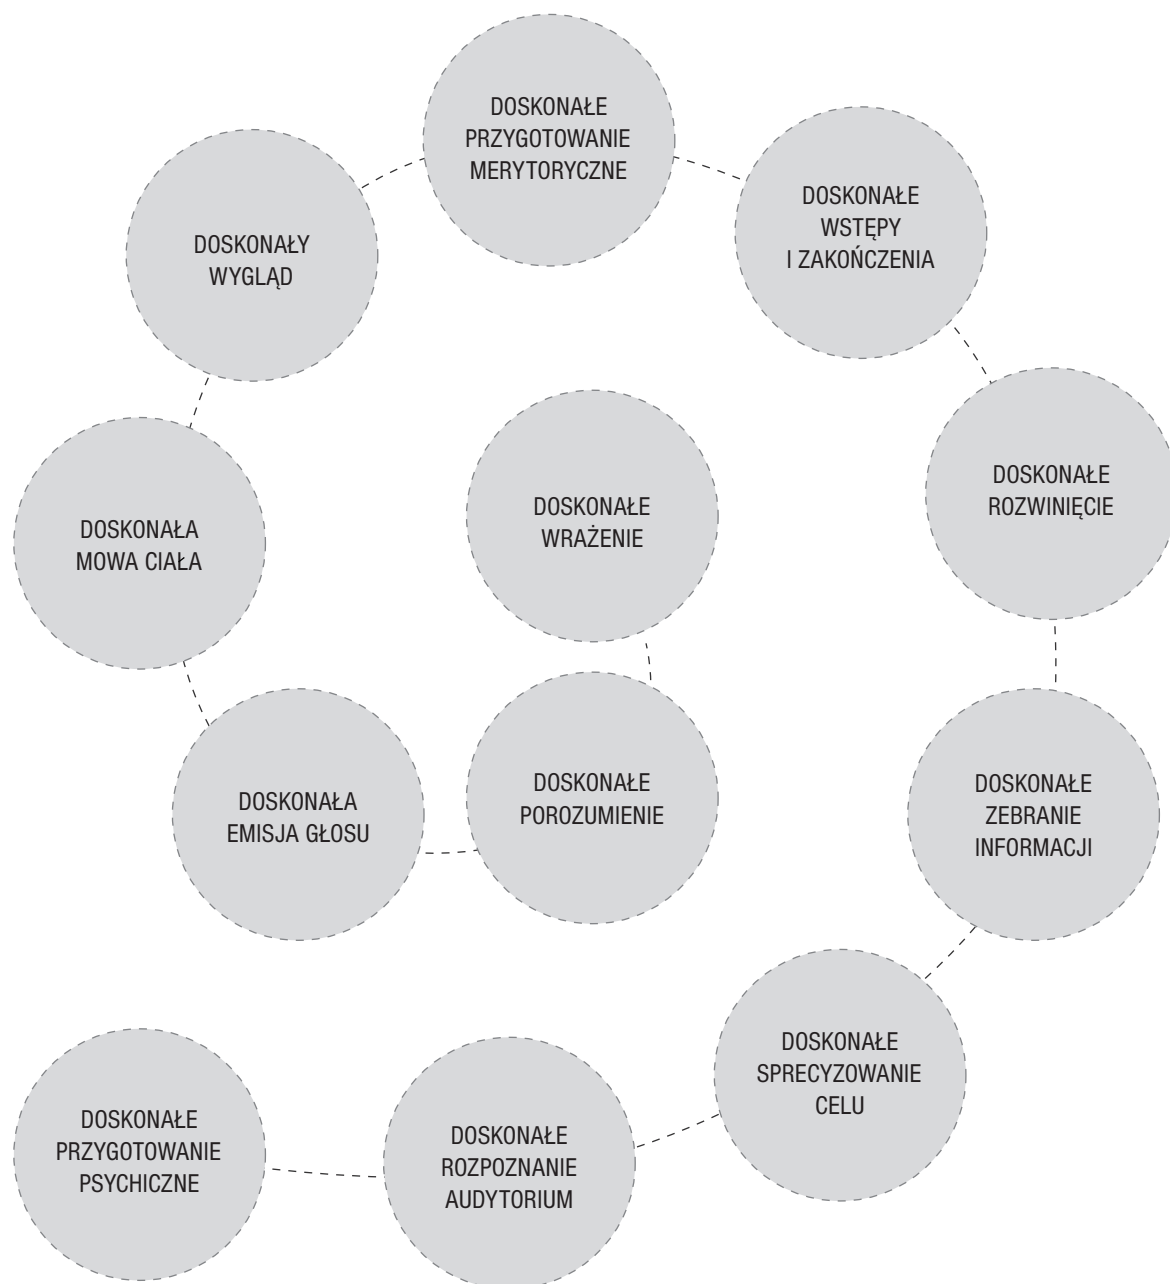 DOSKONAŁE
PRZYGOTOWANIE
MERYTORYCZNE
DOSKONAŁE
WSTĘPY
I ZAKOŃCZENIA
DOSKONAŁY
WYGLĄD
DOSKONAŁE
ROZWINIĘCIE
DOSKONAŁE
WRAŻENIE
DOSKONAŁA
MOWA CIAŁA
DOSKONAŁE
ZEBRANIE
INFORMACJI
DOSKONAŁE
POROZUMIENIE
DOSKONAŁA
EMISJA GŁOSU
DOSKONAŁE
SPRECYZOWANIE
CELU
DOSKONAŁE
PRZYGOTOWANIE
PSYCHICZNE
DOSKONAŁE
ROZPOZNANIE
AUDYTORIUM